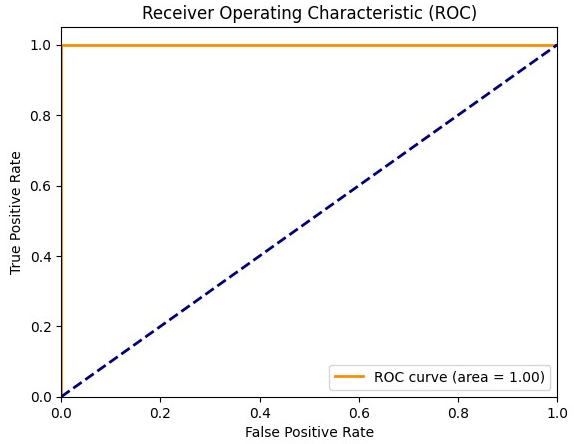 Receiver Operating Characteristic (ROC)
True Positive Rate
1.0
0.8
0.6
0.4
0.2
0.0
ROC curve (area = 1.00)
0.0 0.2 0.4 0.6 0.8 1.0
False Positive Rate